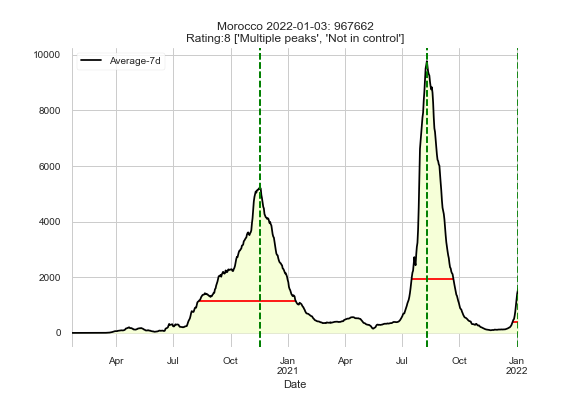 Morocco 2022-01-03: 967662
Rating:8 ['Multiple peaks', 'Not in control']
Average-7d
10000
8000
6000
4000
2000
0
Apr Jul Oct Jan Apr Jul Oct Jan
2021 2022
Date